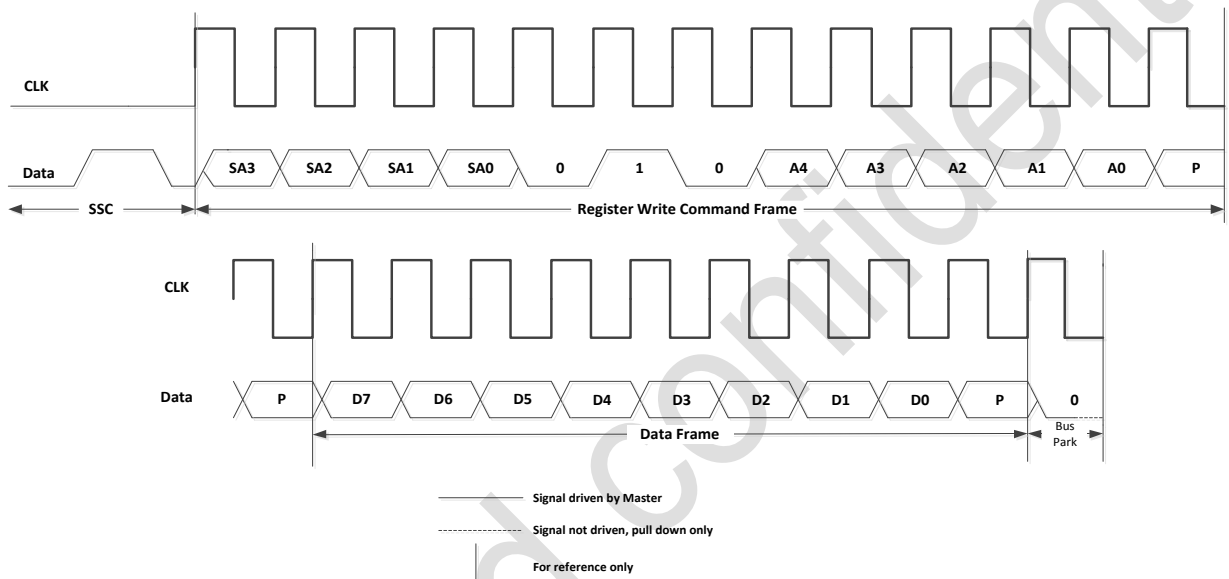 CLK
Data SA3 SA2 SA1 SA0 0 1 0 A4 A3 A2 A1 A0 P
SSC Register Write Command Frame
CLK
Data P D7 D6 D5 D4 D3 D2 D1 D0 P 0
Data Frame Bus
Park
Signal driven by Master
Signal not driven, pull down only
For reference only
confident